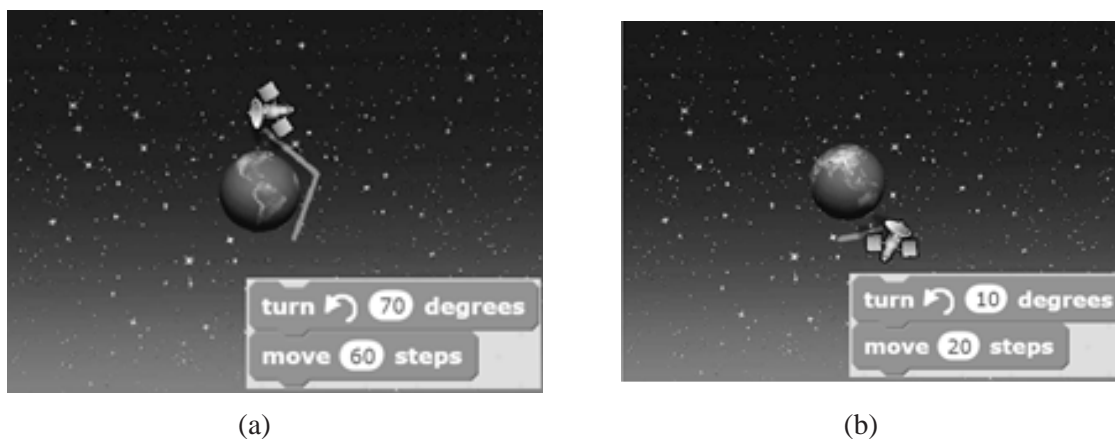 turn 70 degrees
move 60 steps
turn 10 degrees
move 20 steps
(a)
(b)